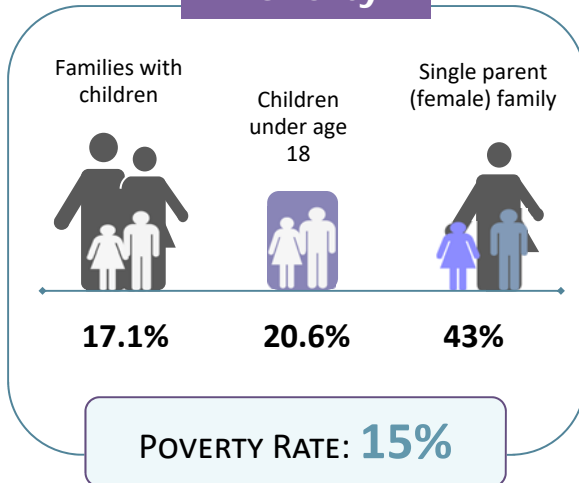 Families with
children
Children
under age
18
Single parent
(female) family
17.1%
20.6%
43%
POVERTY RATE: 15%